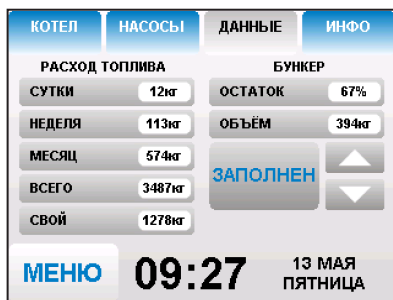 КОТЕЛ НАСОСЫ ДАННЫЕ ИНФО
РАСХОД ТОПЛИВА
СУТКИ 12кг
НЕДЕЛЯ 113кг
МЕСЯЦ 574кг
ВСЕГО 3487кг
СВОЙ 1278кг
БУНКЕР
ОСТАТОК 67%
ОБЪЁМ 394кг
ЗАПОЛНЕН
МЕНЮ 09:27
13 МАЯ
ПЯТНИЦА